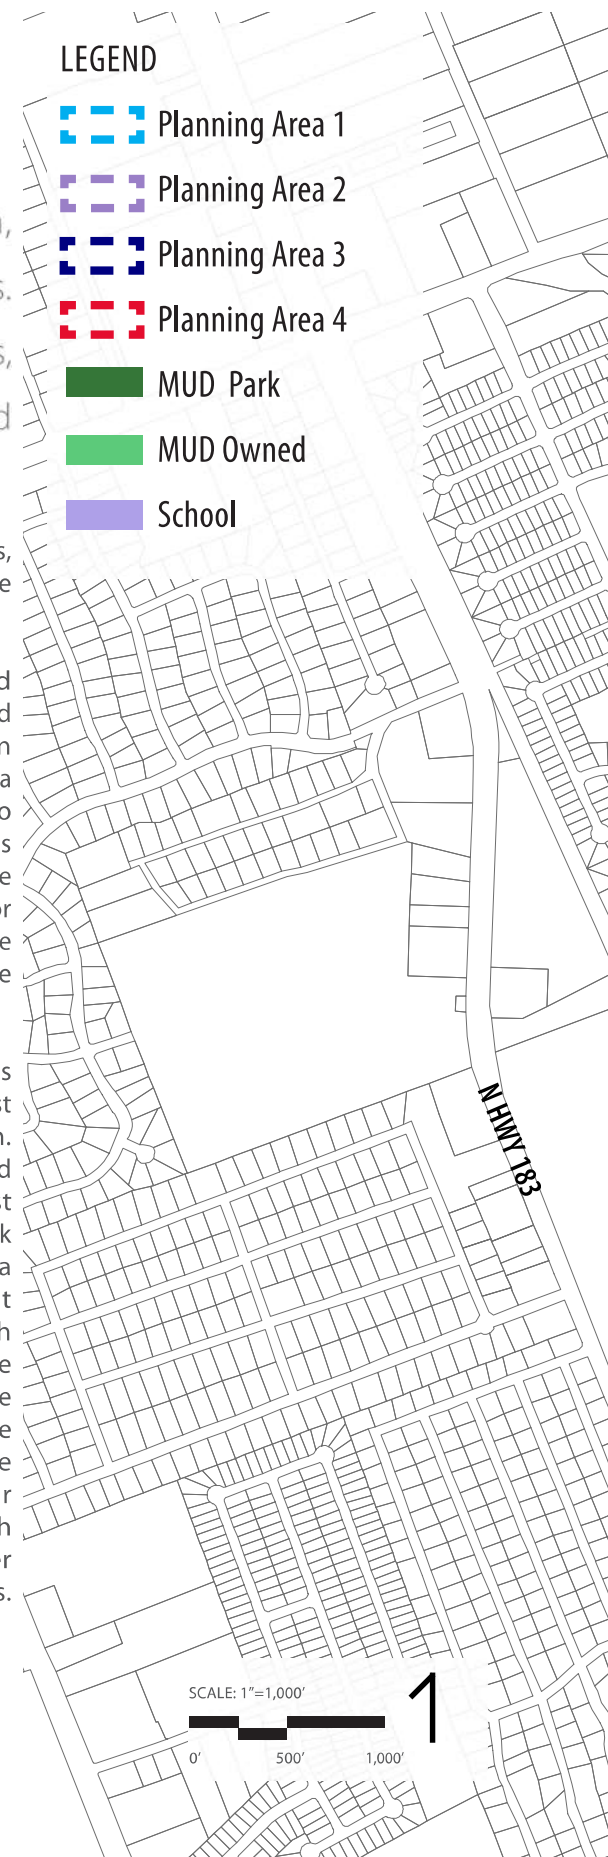 LEGEND
Planning Area 1
Planning Area 2
Planning Area 3
Planning Area 4
MUD Park
MUD Owned
School
N HWY 183
SCALE: 1"=1,000'
0' 500' 1,000'